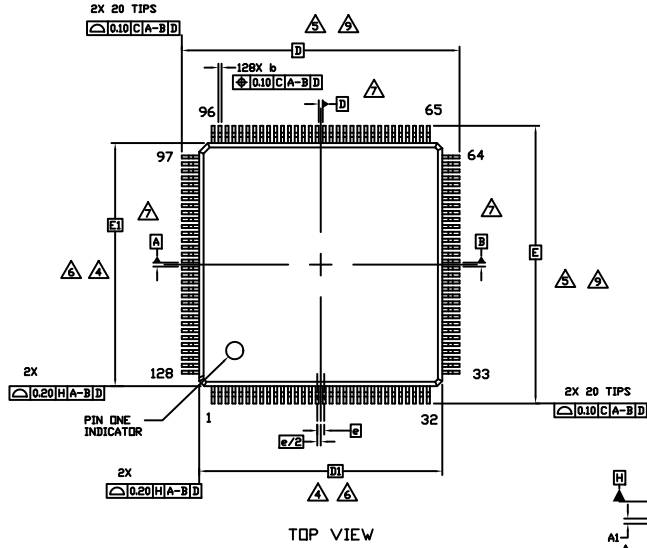 2X 20 TIPS
⌓ 0.10 C A-B D
5 9
D
128X b
⌖ 0.10 C A-B D
7
96
D
65
97
64
E1
7
7
A
B
E
6 4
5 9
2X
128
33
⌓ 0.20 H A-B D
2X 20 TIPS
PIN ONE
INDICATOR
1
32
⌓ 0.10 C A-B D
e
e/2
2X
D1
⌓ 0.20 H A-B D
4 6
H
TOP VIEW
A1